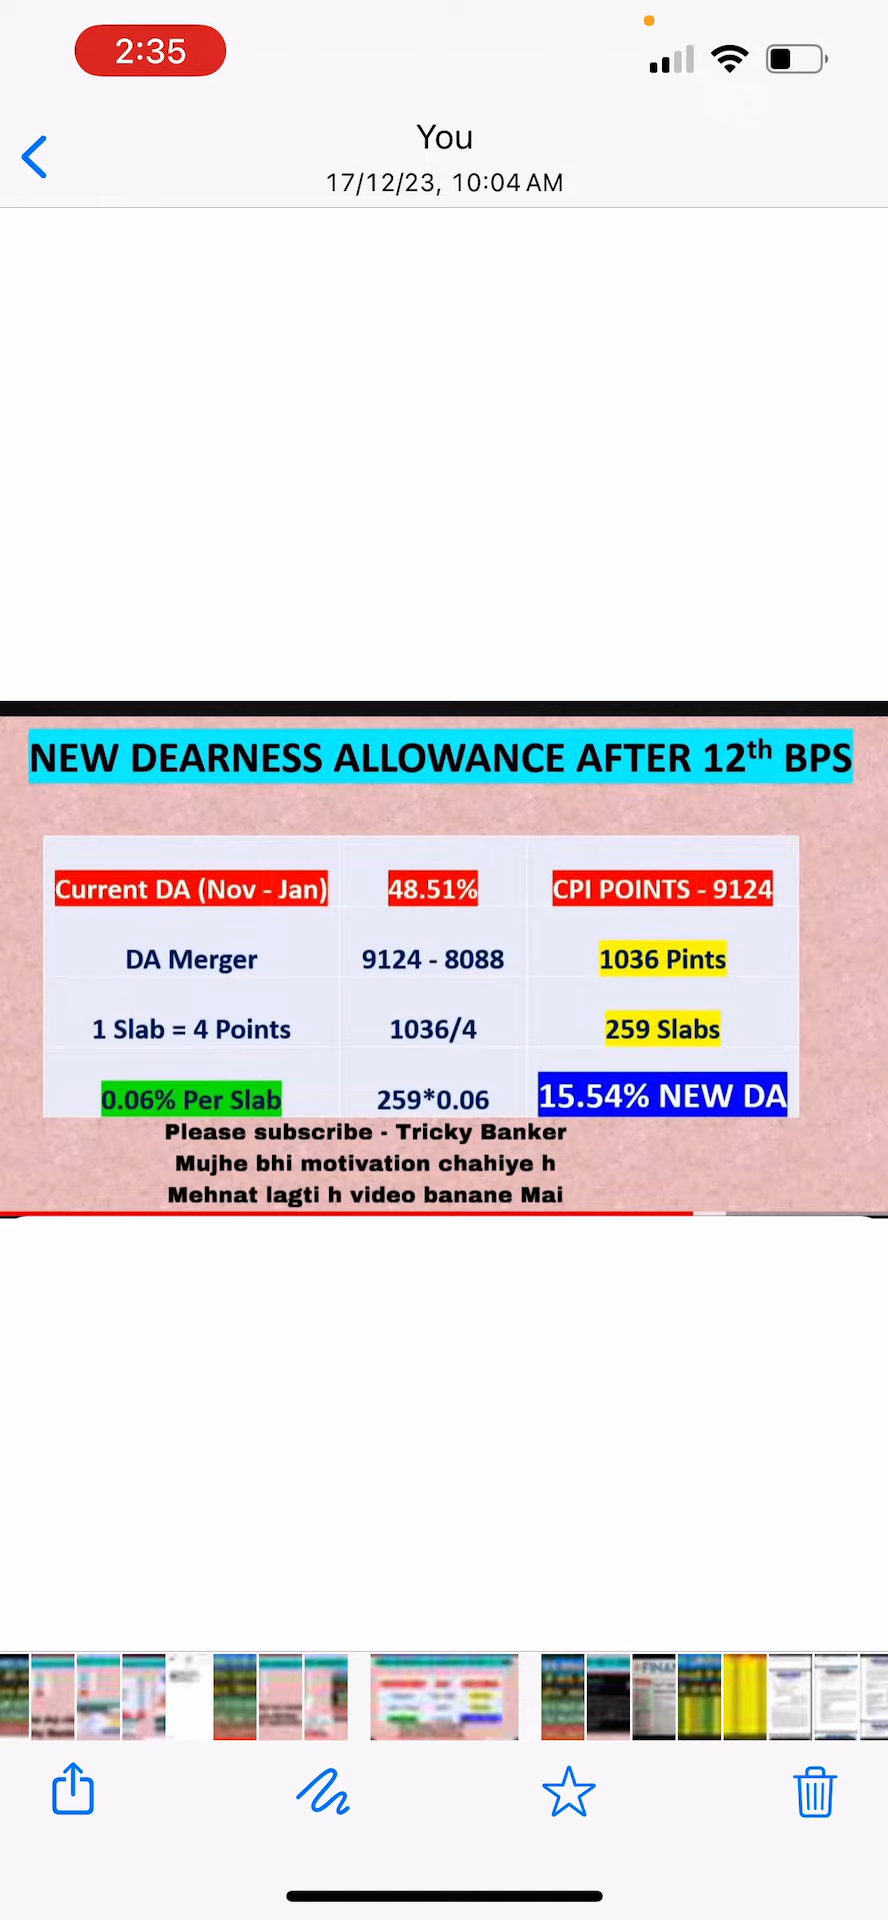 2:35
You
17/12/23, 10:04 AM
NEW DEARNESS ALLOWANCE AFTER 12th BPS
Current DA (Nov - Jan) 48.51% CPI POINTS - 9124
DA Merger 9124 - 8088 1036 Pints
1 Slab = 4 Points 1036/4 259 Slabs
0.06% Per Slab 259*0.06 15.54% NEW DA
Please subscribe - Tricky Banker
Mujhe bhi motivation chahiye h
Mehnat lagti h video banane Mai